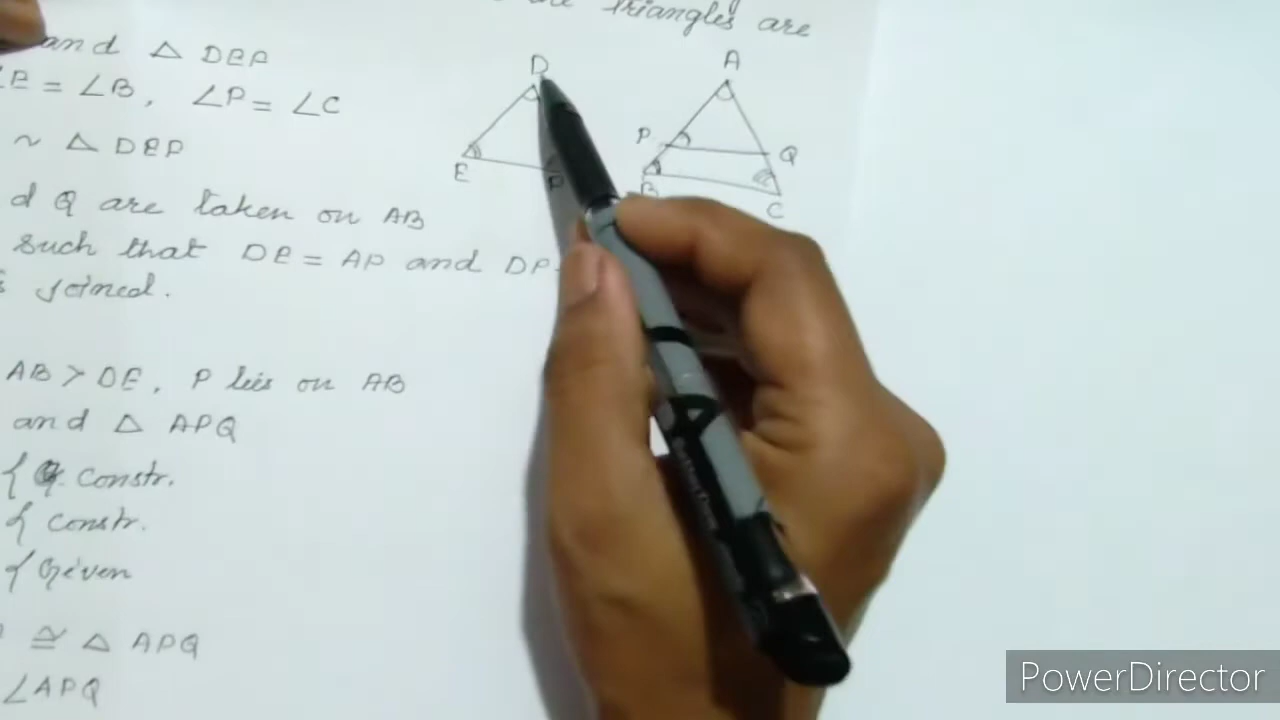 the triangles are
and △ DEF
∠E = ∠B, ∠F = ∠C
~ △ DEF
d Q are taken on AB
such that DE = AP and DF
s joined.
AB > DE, P lies on AB
and △ APQ
{ constr.
{ constr.
{ Given
≅ △ APQ
∠APQ
D
E
F
A
P
Q
B
C
PowerDirector